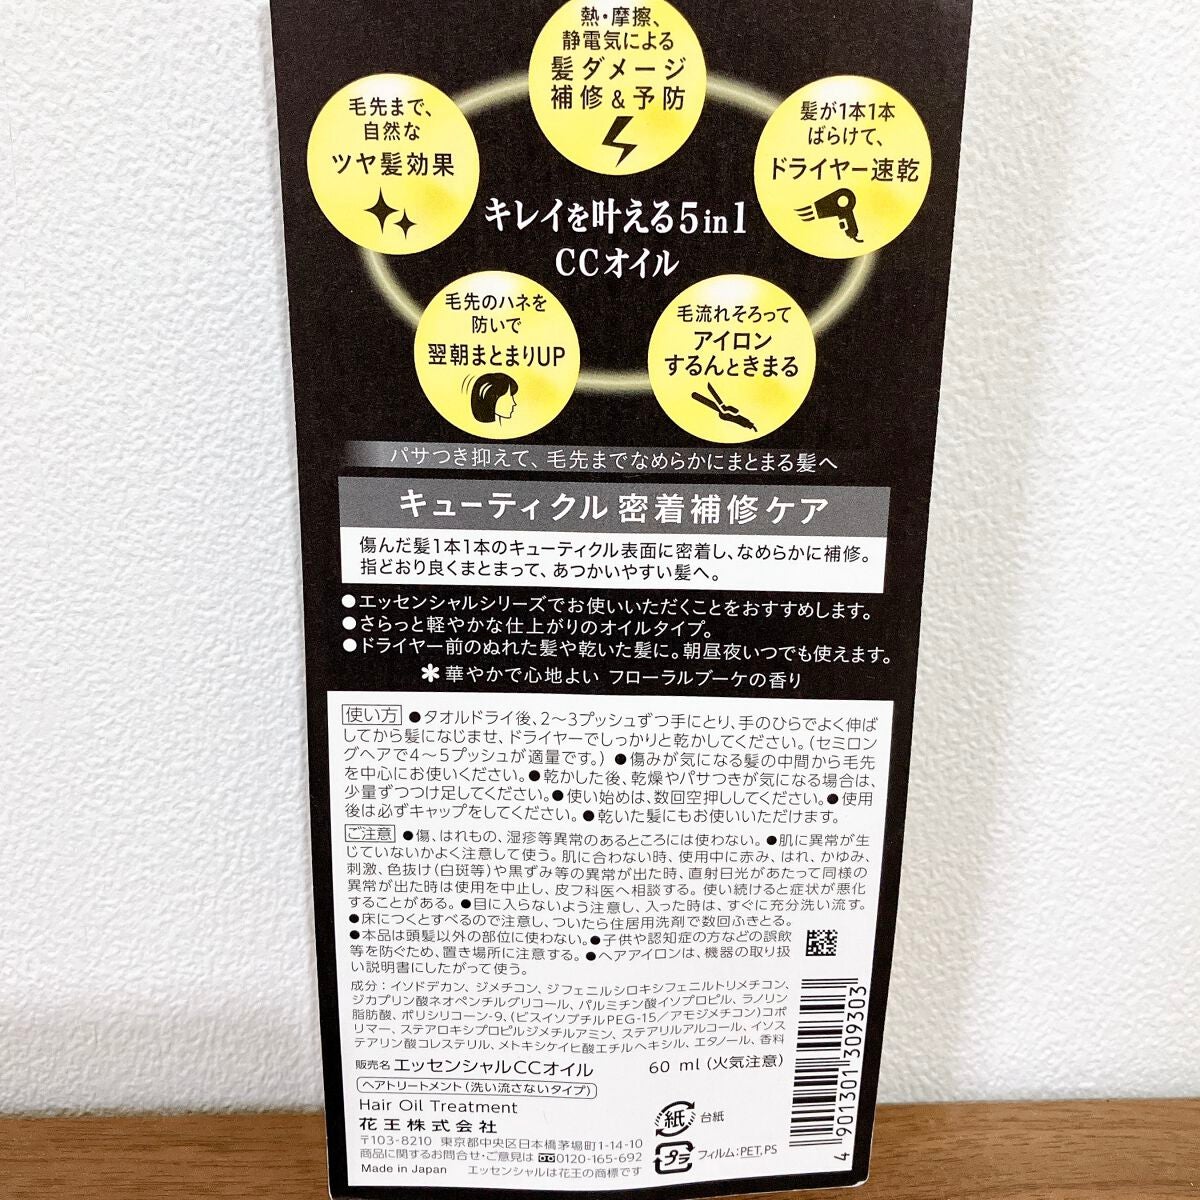 熱・摩擦、
静電気による
髪ダメージ
補修&予防
毛先まで、
自然な
ツヤ髪効果
髪が1本1本
ばらけて、
ドライヤー速乾
キレイを叶える5in1
CCオイル
毛先のハネを
防いで
翌朝まとまりUP
毛流れそろって
アイロン
するんときまる
パサつき抑えて、毛先までなめらかにまとまる髪へ
キューティクル 密着補修ケア
傷んだ髪1本1本のキューティクル表面に密着し、なめらかに補修。
指どおり良くまとまって、あつかいやすい髪へ。
●エッセンシャルシリーズでお使いいただくことをおすすめします。
●さらっと軽やかな仕上がりのオイルタイプ。
●ドライヤー前のぬれた髪や乾いた髪に。朝昼夜いつでも使えます。
✻ 華やかで心地よい フローラルブーケの香り
使い方 ●タオルドライ後、2～3プッシュずつ手にとり、手のひらでよく伸ば
してから髪になじませ、ドライヤーでしっかりと乾かしてください。(セミロン
グヘアで4～5プッシュが適量です。) ●傷みが気になる髪の中間から毛先
を中心にお使いください。●乾かした後、乾燥やパサつきが気になる場合は、
少量ずつつけ足してください。●使い始めは、数回空押ししてください。●使用
後は必ずキャップをしてください。●乾いた髪にもお使いいただけます。
ご注意 ●傷、はれもの、湿疹等異常のあるところには使わない。●肌に異常が生
じていないかよく注意して使う。肌に合わない時、使用中に赤み、はれ、かゆみ、
刺激、色抜け(白斑等)や黒ずみ等の異常が出た時、直射日光があたって同様の
異常が出た時は使用を中止し、皮フ科医へ相談する。使い続けると症状が悪化
することがある。●目に入らないよう注意し、入った時は、すぐに充分洗い流す。
●床につくとすべるので注意し、ついたら住居用洗剤で数回ふきとる。
●本品は頭髪以外の部位に使わない。●子供や認知症の方などの誤飲
等を防ぐため、置き場所に注意する。●ヘアアイロンは、機器の取り扱
い説明書にしたがって使う。
成分：イソドデカン、ジメチコン、ジフェニルシロキシフェニルトリメチコン、
ジカプリン酸ネオペンチルグリコール、パルミチン酸イソプロピル、ラノリン
脂肪酸、ポリシリコーン-9、(ビスイソブチルPEG-15/アモジメチコン)コポ
リマー、ステアロキシプロピルジメチルアミン、ステアリルアルコール、イソス
テアリン酸コレステリル、メトキシケイヒ酸エチルヘキシル、エタノール、香料
販売名 エッセンシャルCCオイル 60 ml (火気注意)
ヘアトリートメント(洗い流さないタイプ)
Hair Oil Treatment
花王株式会社
〒103-8210 東京都中央区日本橋茅場町1-14-10
商品に関するお問合せ・ご意見は 0120-165-692
Made in Japan エッセンシャルは花王の商標です
紙 台紙
プラ フィルム：PET, PS
4 901301 309303